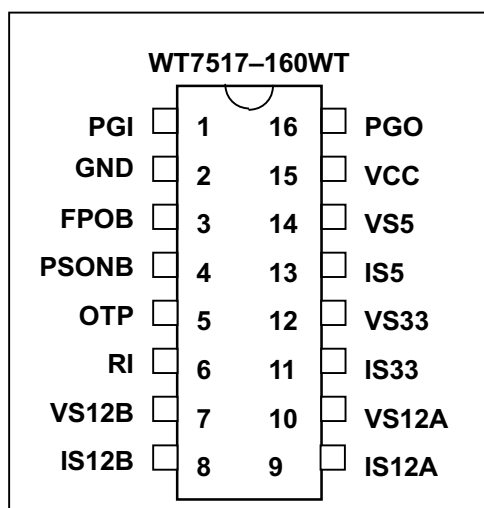 WT7517–160WT
PGI 1 16 PGO
GND 2 15 VCC
FPOB 3 14 VS5
PSONB 4 13 IS5
OTP 5 12 VS33
RI 6 11 IS33
VS12B 7 10 VS12A
IS12B 8 9 IS12A